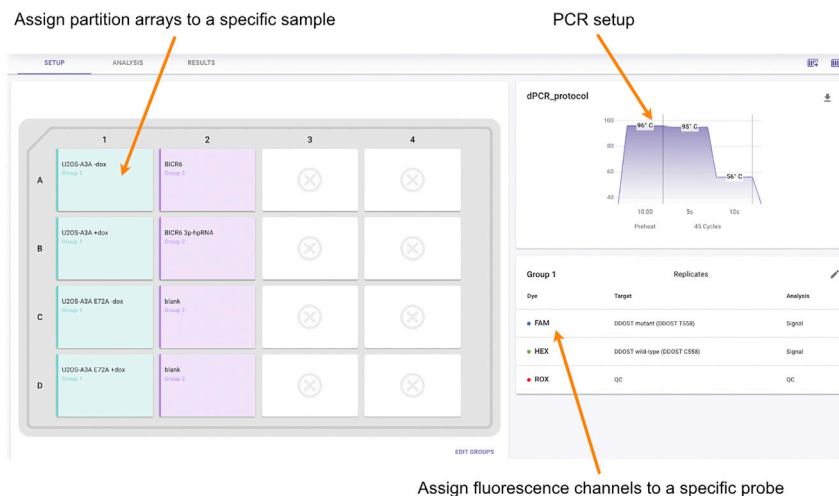 Assign partition arrays to a specific sample
PCR setup
SETUP ANALYSIS RESULTS
dPCR_protocol
100
96° C
95° C
80
60
56° C
40
10:00 5s 10s
Preheat 45 Cycles
1 2 3 4
A
U2OS-A3A -dox
Group 1
BICR6
Group 2
B
U2OS-A3A +dox
Group 1
BICR6 3p-hpRNA
Group 2
C
U2OS-A3A E72A -dox
Group 1
blank
Group 2
D
U2OS-A3A E72A +dox
Group 1
blank
Group 2
EDIT GROUPS
Group 1 Replicates
Dye Target Analysis
FAM DDOST mutant (DDOST T558) Signal
HEX DDOST wild-type (DDOST C558) Signal
ROX QC QC
Assign fluorescence channels to a specific probe